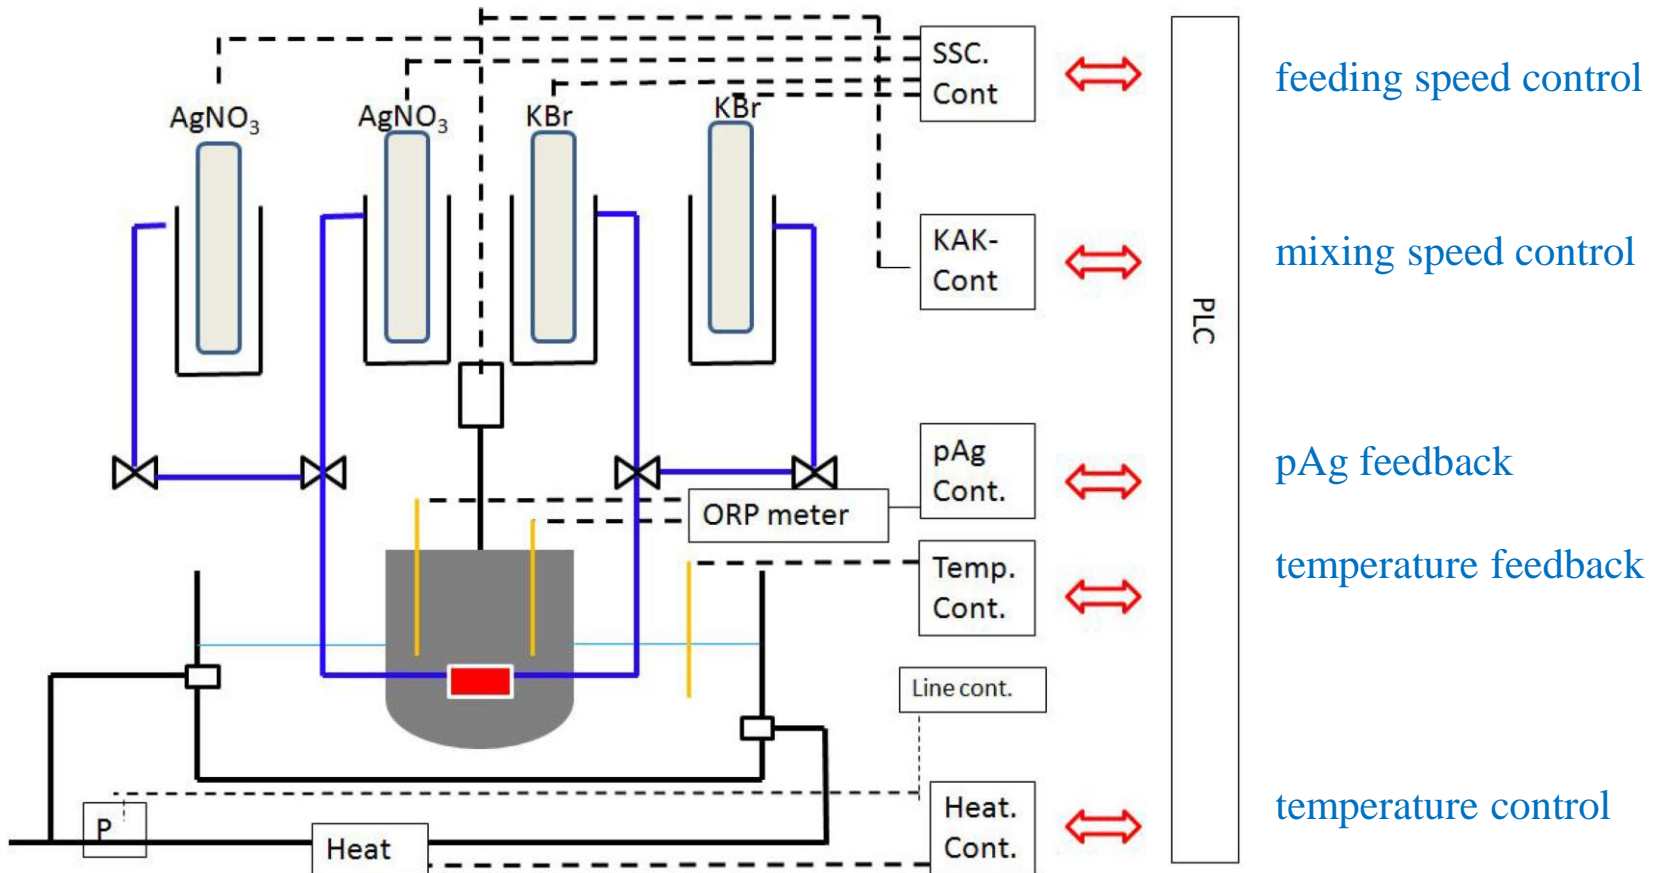 SSC.
Cont
feeding speed control
AgNO₃
AgNO₃
KBr
KBr
KAK-
Cont
mixing speed control
PLC
pAg
Cont.
pAg feedback
ORP meter
Temp.
Cont.
temperature feedback
Line cont.
Heat.
Cont.
temperature control
P
Heat